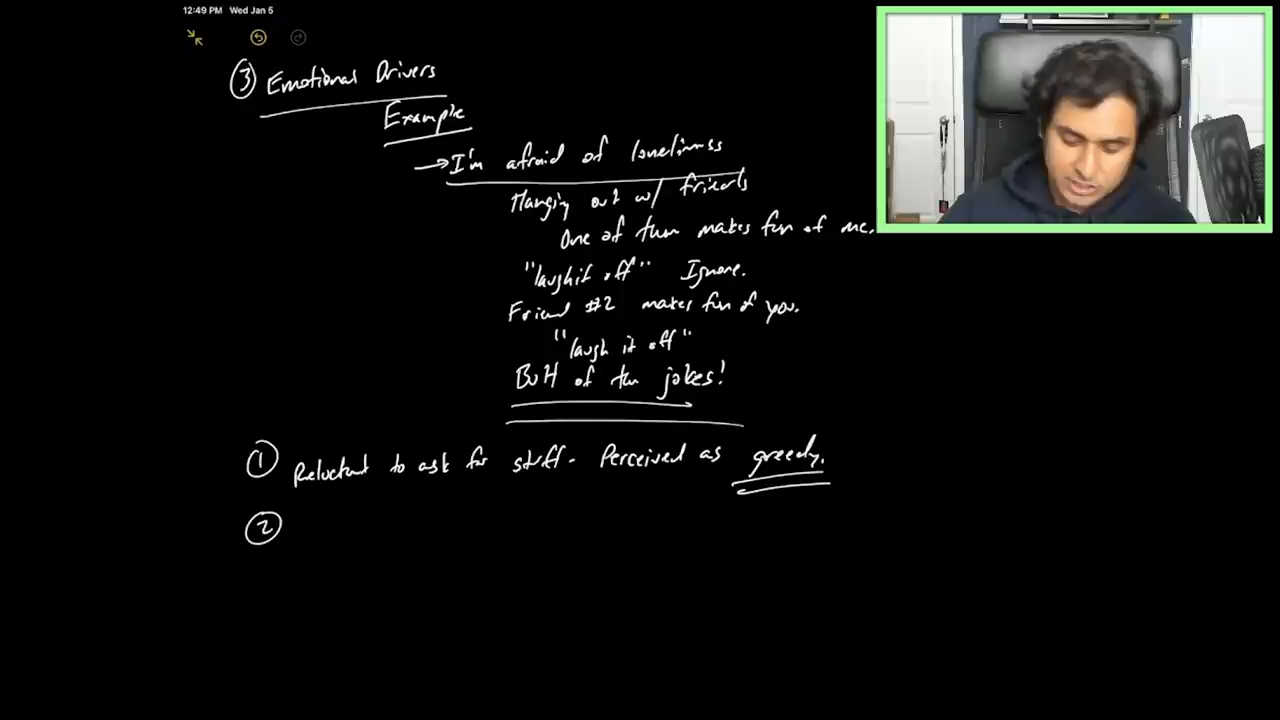 12:49 PM Wed Jan 5
③ Emotional Drivers
Example
→ I'm afraid of loneliness
Hanging out w/ friends
One of them makes fun of me.
"laugh it off" Ignore.
Friend #2 makes fun of you.
"laugh it off"
Butt of the jokes!
① Reluctant to ask for stuff. Perceived as greedy.
②